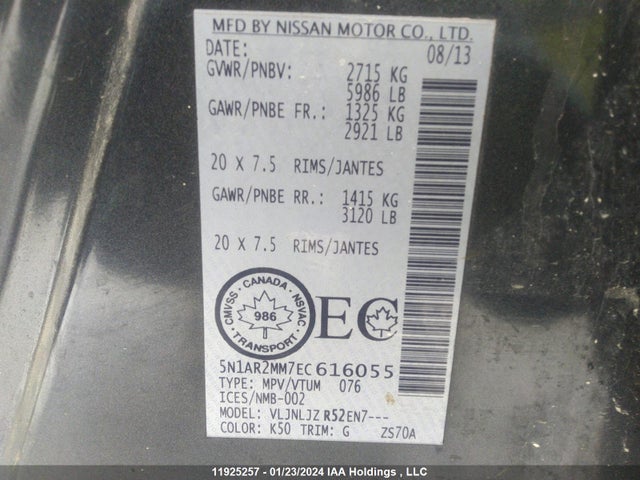 MFD BY NISSAN MOTOR CO., LTD.
DATE: 08/13
GVWR/PNBV: 2715 KG
5986 LB
GAWR/PNBE FR.: 1325 KG
2921 LB
20 X 7.5 RIMS/JANTES
GAWR/PNBE RR.: 1415 KG
3120 LB
20 X 7.5 RIMS/JANTES
CANADA
CMVSS 986 NSVAC
TRANSPORT
EC
5N1AR2MM7EC616055
TYPE: MPV/VTUM 076
ICES/NMB-002
MODEL: VLJNLJZ R52EN7---
COLOR: K50 TRIM: G ZS70A
11925257 - 01/23/2024 IAA Holdings , LLC